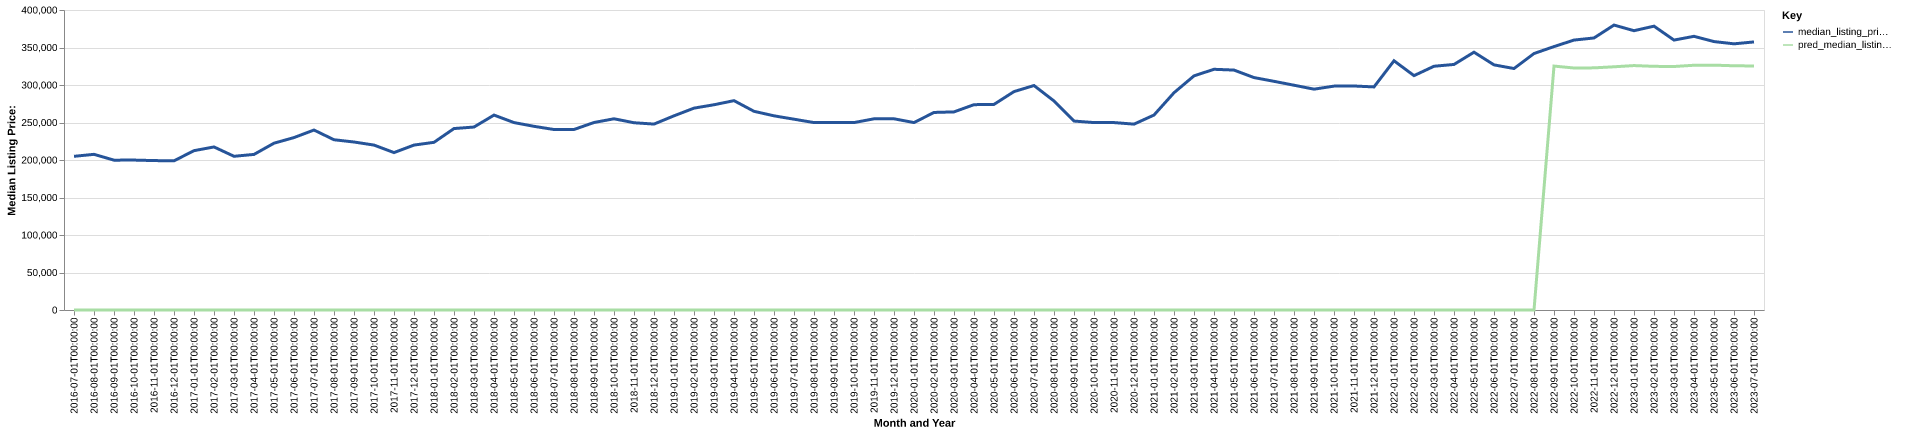 400,000
350,000
300,000
250,000
200,000
150,000
100,000
50,000
0
Median Listing Price:
2016-07-01T00:00:00
2016-08-01T00:00:00
2016-09-01T00:00:00
2016-10-01T00:00:00
2016-11-01T00:00:00
2016-12-01T00:00:00
2017-01-01T00:00:00
2017-02-01T00:00:00
2017-03-01T00:00:00
2017-04-01T00:00:00
2017-05-01T00:00:00
2017-06-01T00:00:00
2017-07-01T00:00:00
2017-08-01T00:00:00
2017-09-01T00:00:00
2017-10-01T00:00:00
2017-11-01T00:00:00
2017-12-01T00:00:00
2018-01-01T00:00:00
2018-02-01T00:00:00
2018-03-01T00:00:00
2018-04-01T00:00:00
2018-05-01T00:00:00
2018-06-01T00:00:00
2018-07-01T00:00:00
2018-08-01T00:00:00
2018-09-01T00:00:00
2018-10-01T00:00:00
2018-11-01T00:00:00
2018-12-01T00:00:00
2019-01-01T00:00:00
2019-02-01T00:00:00
2019-03-01T00:00:00
2019-04-01T00:00:00
2019-05-01T00:00:00
2019-06-01T00:00:00
2019-07-01T00:00:00
2019-08-01T00:00:00
2019-09-01T00:00:00
2019-10-01T00:00:00
2019-11-01T00:00:00
2019-12-01T00:00:00
2020-01-01T00:00:00
2020-02-01T00:00:00
2020-03-01T00:00:00
2020-04-01T00:00:00
2020-05-01T00:00:00
2020-06-01T00:00:00
2020-07-01T00:00:00
2020-08-01T00:00:00
2020-09-01T00:00:00
2020-10-01T00:00:00
2020-11-01T00:00:00
2020-12-01T00:00:00
2021-01-01T00:00:00
2021-02-01T00:00:00
2021-03-01T00:00:00
2021-04-01T00:00:00
2021-05-01T00:00:00
2021-06-01T00:00:00
2021-07-01T00:00:00
2021-08-01T00:00:00
2021-09-01T00:00:00
2021-10-01T00:00:00
2021-11-01T00:00:00
2021-12-01T00:00:00
2022-01-01T00:00:00
2022-02-01T00:00:00
2022-03-01T00:00:00
2022-04-01T00:00:00
2022-05-01T00:00:00
2022-06-01T00:00:00
2022-07-01T00:00:00
2022-08-01T00:00:00
2022-09-01T00:00:00
2022-10-01T00:00:00
2022-11-01T00:00:00
2022-12-01T00:00:00
2023-01-01T00:00:00
2023-02-01T00:00:00
2023-03-01T00:00:00
2023-04-01T00:00:00
2023-05-01T00:00:00
2023-06-01T00:00:00
2023-07-01T00:00:00
Month and Year
Key
median_listing_pri…
pred_median_listin…